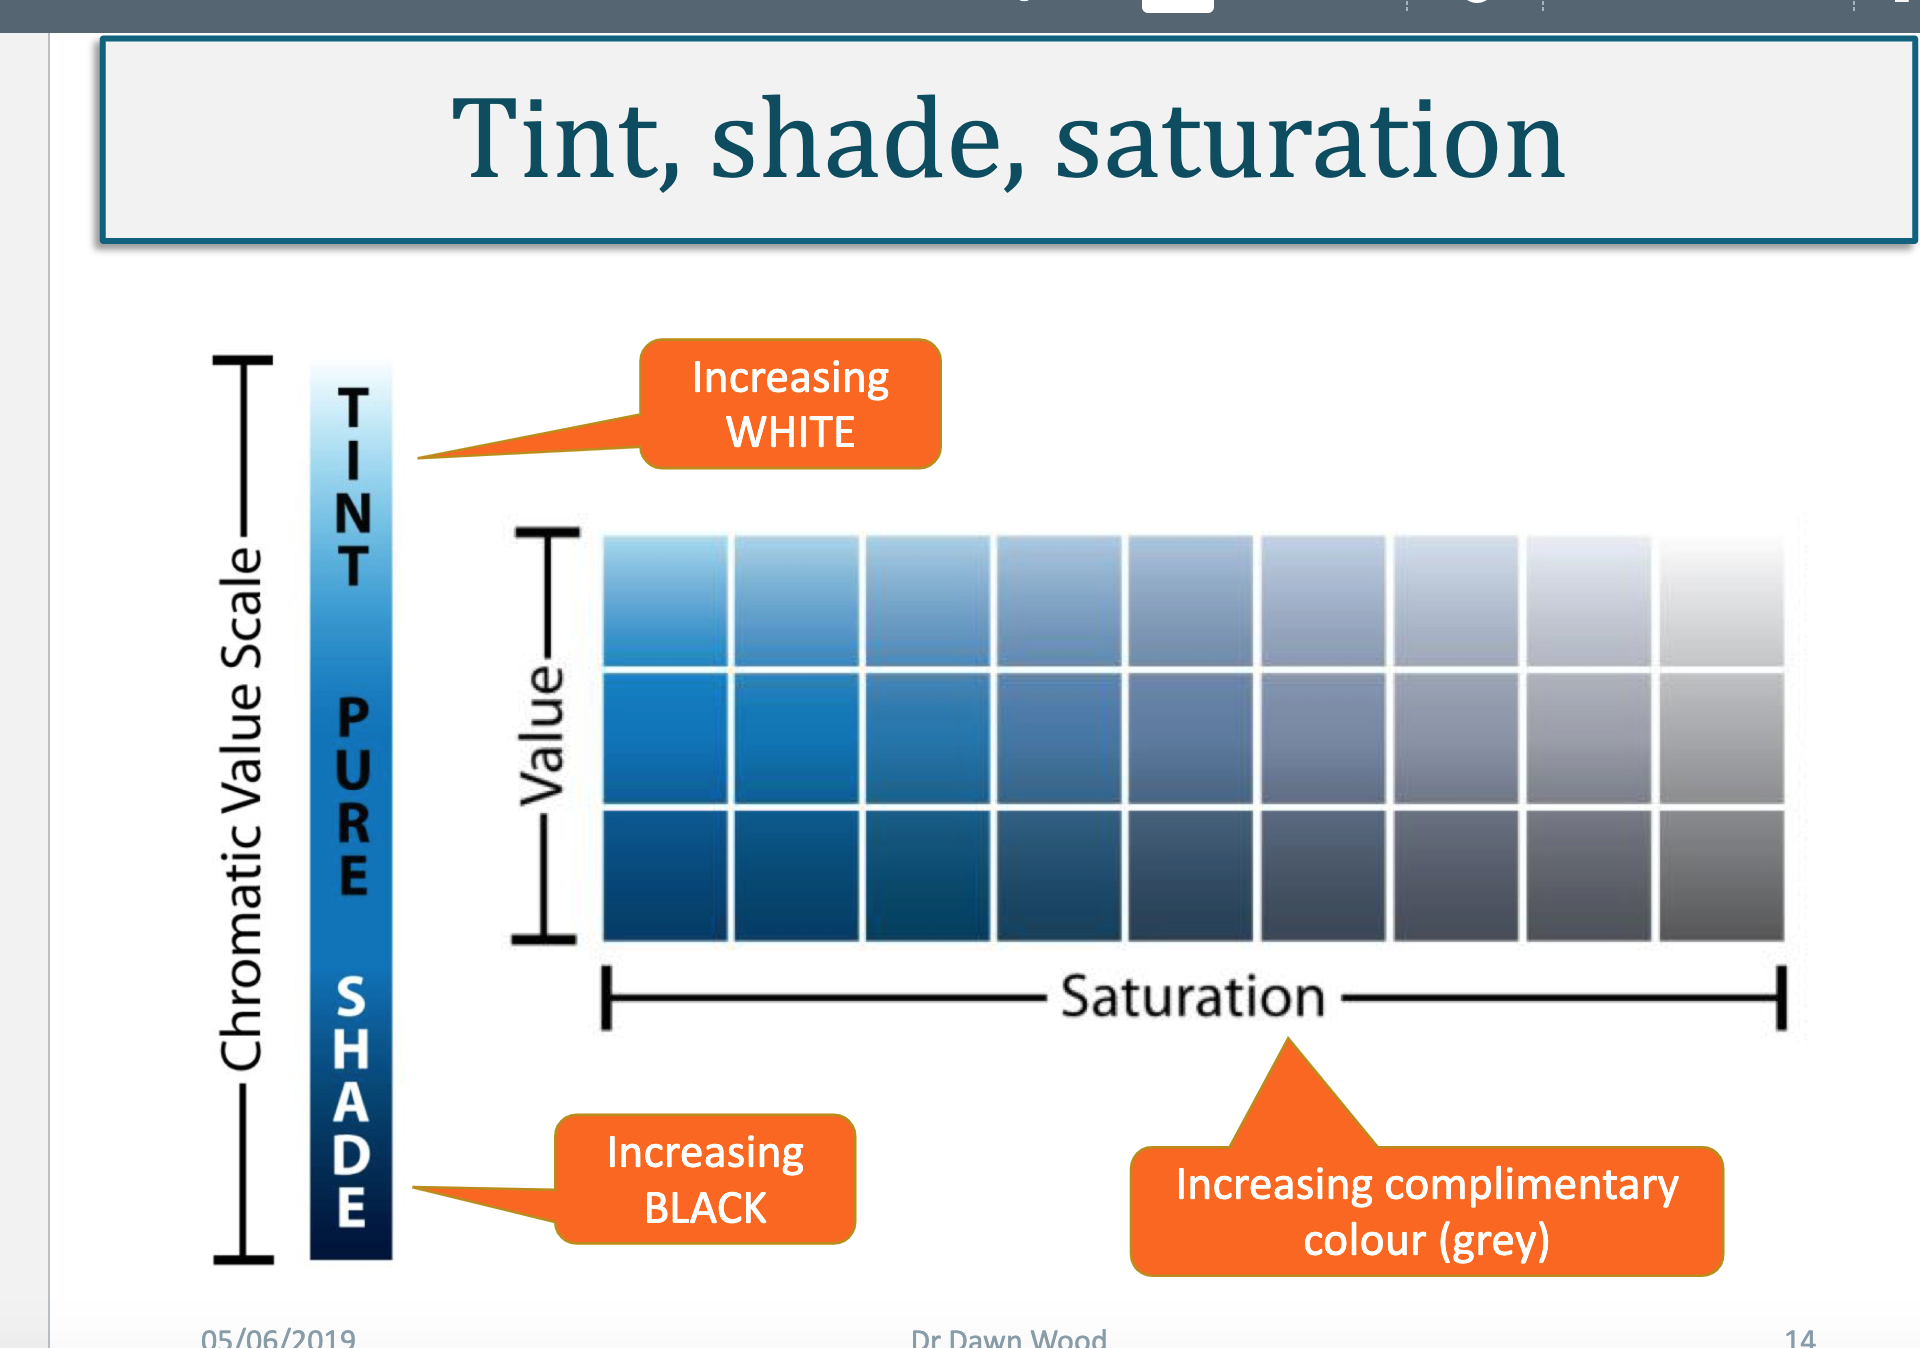 Tint, shade, saturation
Increasing
WHITE
Chromatic Value Scale
TINT
PURE
SHADE
Value
Saturation
Increasing
BLACK
Increasing complimentary
colour (grey)
05/06/2019
Dr Dawn Wood
14